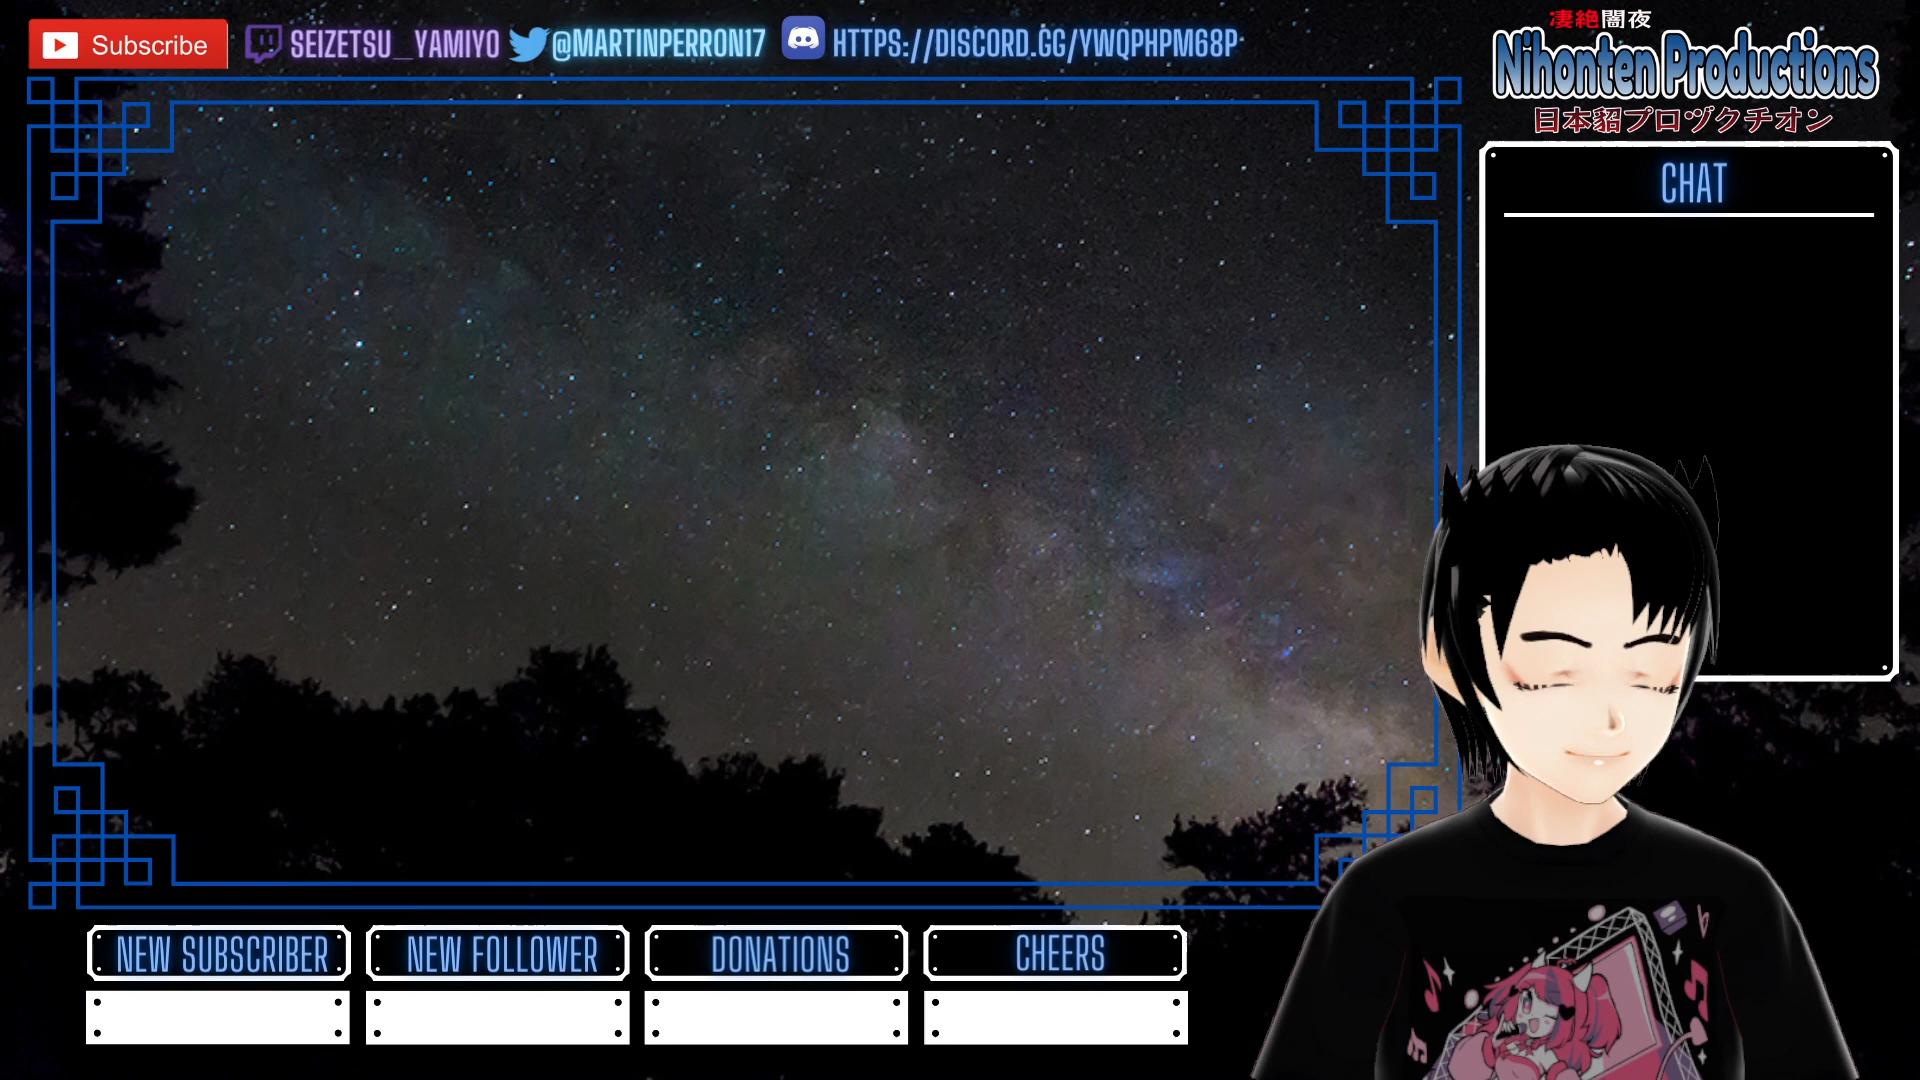 Subscribe
SEIZETSU_YAMIYO
@MARTINPERRON17
HTTPS://DISCORD.GG/YWQPHPM68P
凄絶闇夜
Nihonten Productions
日本貂プロヅクチオン
CHAT
NEW SUBSCRIBER
NEW FOLLOWER
DONATIONS
CHEERS